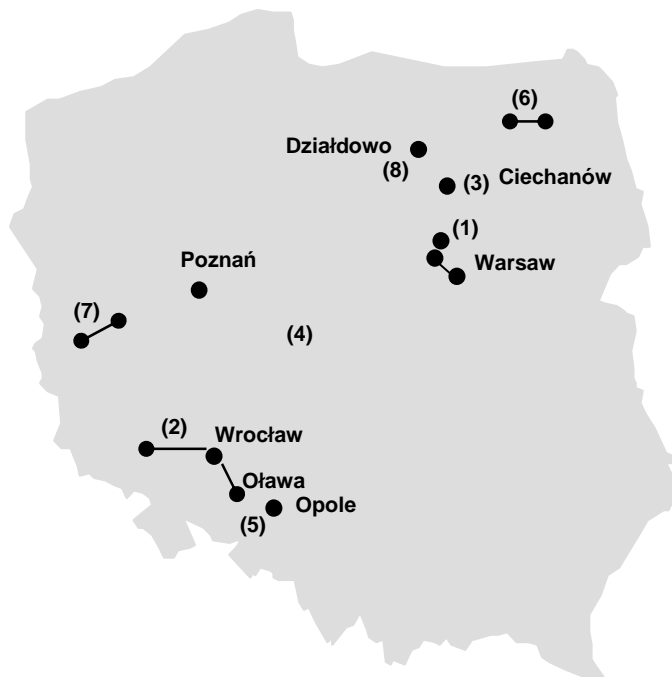 (6)
Działdowo
(8)
(3) Ciechanów
(1)
Poznań
Warsaw
(7)
(4)
(2)
Wrocław
Oława
Opole
(5)